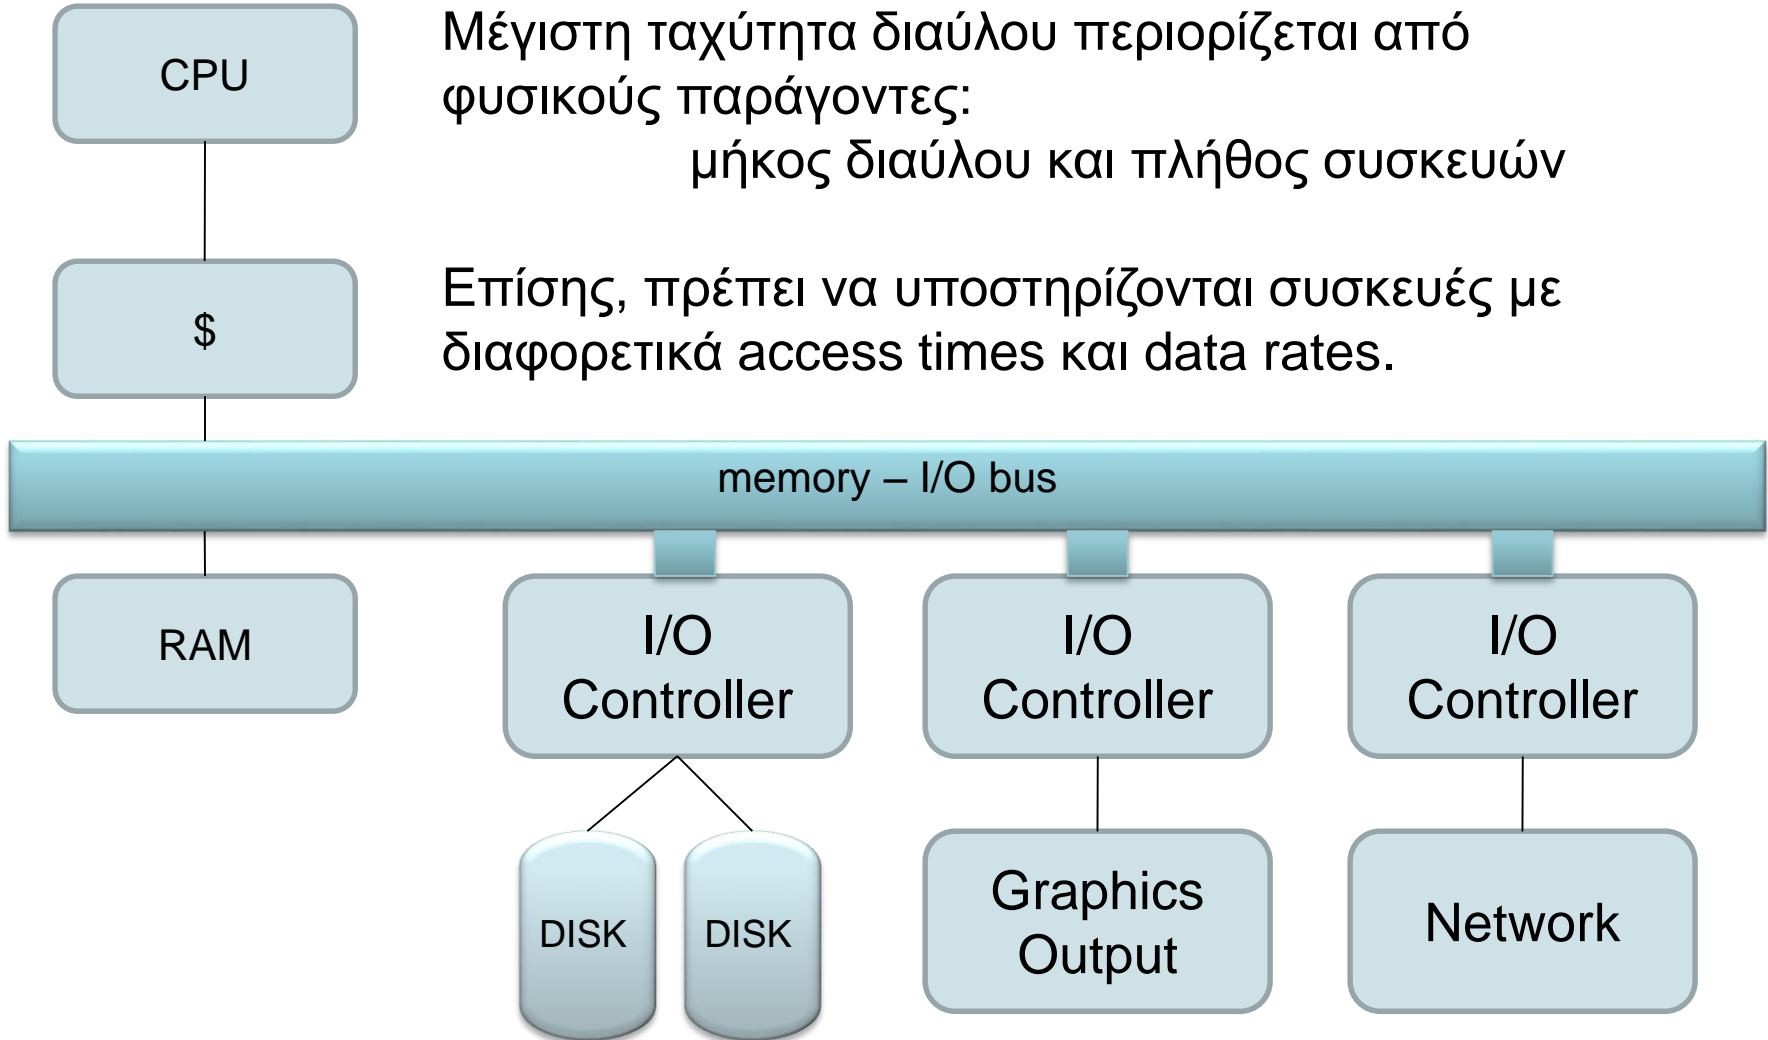 CPU
Μέγιστη ταχύτητα διαύλου περιορίζεται από
φυσικούς παράγοντες:
μήκος διαύλου και πλήθος συσκευών
$
Επίσης, πρέπει να υποστηρίζονται συσκευές με
διαφορετικά access times και data rates.
memory – I/O bus
RAM
I/O
Controller
I/O
Controller
I/O
Controller
DISK
DISK
Graphics
Output
Network